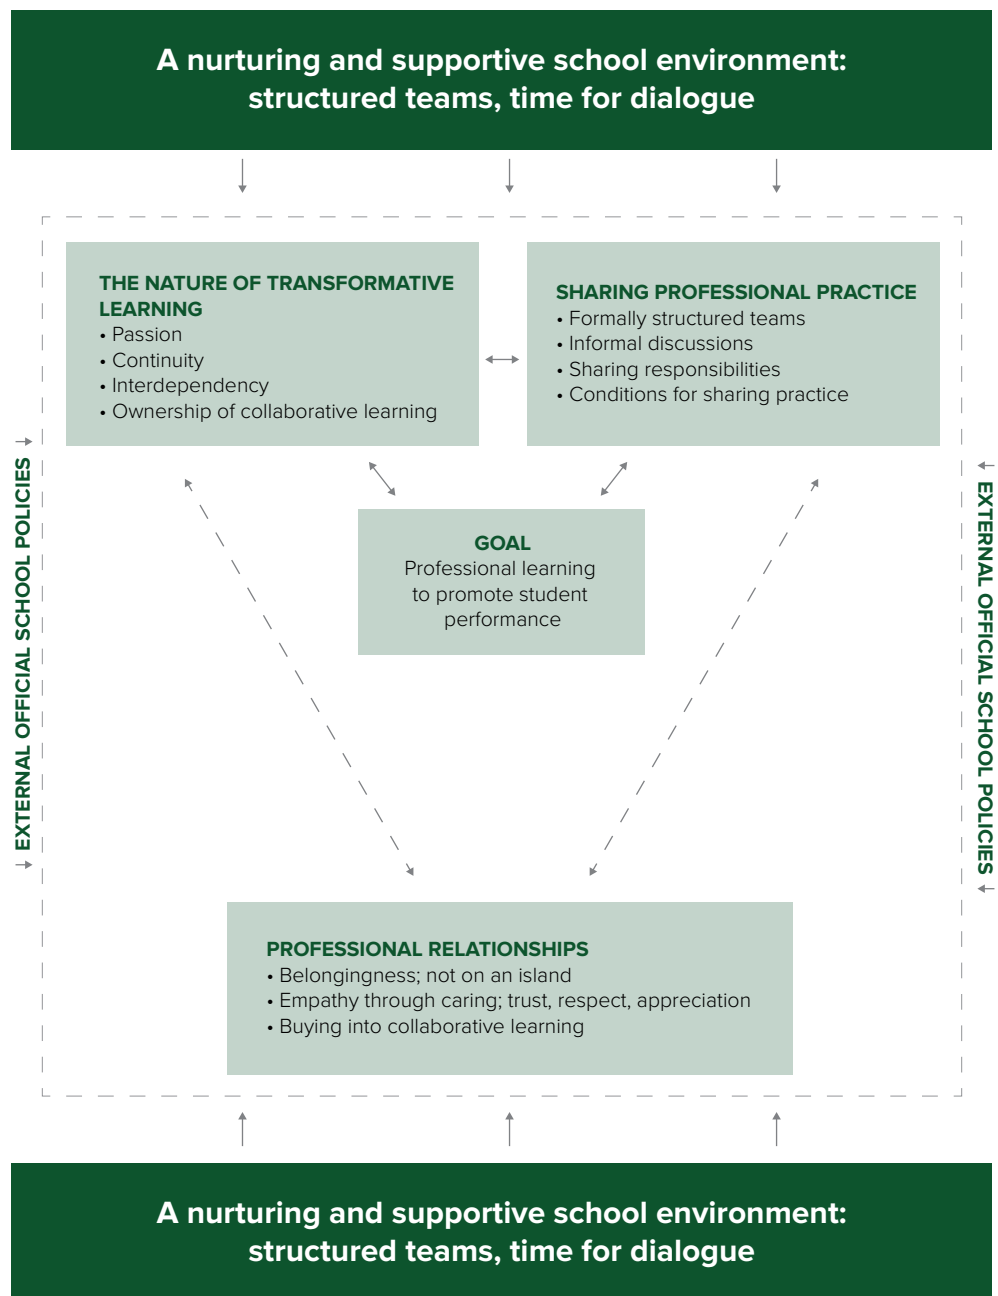 A nurturing and supportive school environment:
structured teams, time for dialogue
THE NATURE OF TRANSFORMATIVE
LEARNING
• Passion
• Continuity
• Interdependency
• Ownership of collaborative learning
SHARING PROFESSIONAL PRACTICE
• Formally structured teams
• Informal discussions
• Sharing responsibilities
• Conditions for sharing practice
EXTERNAL OFFICIAL SCHOOL POLICIES
EXTERNAL OFFICIAL SCHOOL POLICIES
GOAL
Professional learning
to promote student
performance
PROFESSIONAL RELATIONSHIPS
• Belongingness; not on an island
• Empathy through caring; trust, respect, appreciation
• Buying into collaborative learning
A nurturing and supportive school environment:
structured teams, time for dialogue